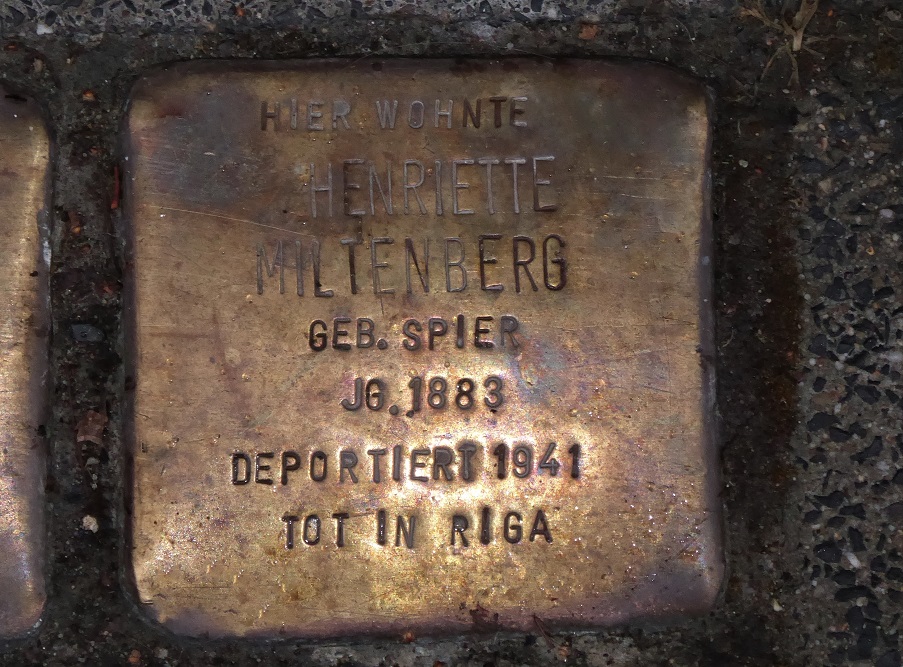 HIER WOHNTE
HENRIETTE
MILTENBERG
GEB. SPIER
JG. 1883
DEPORTIERT 1941
TOT IN RIGA